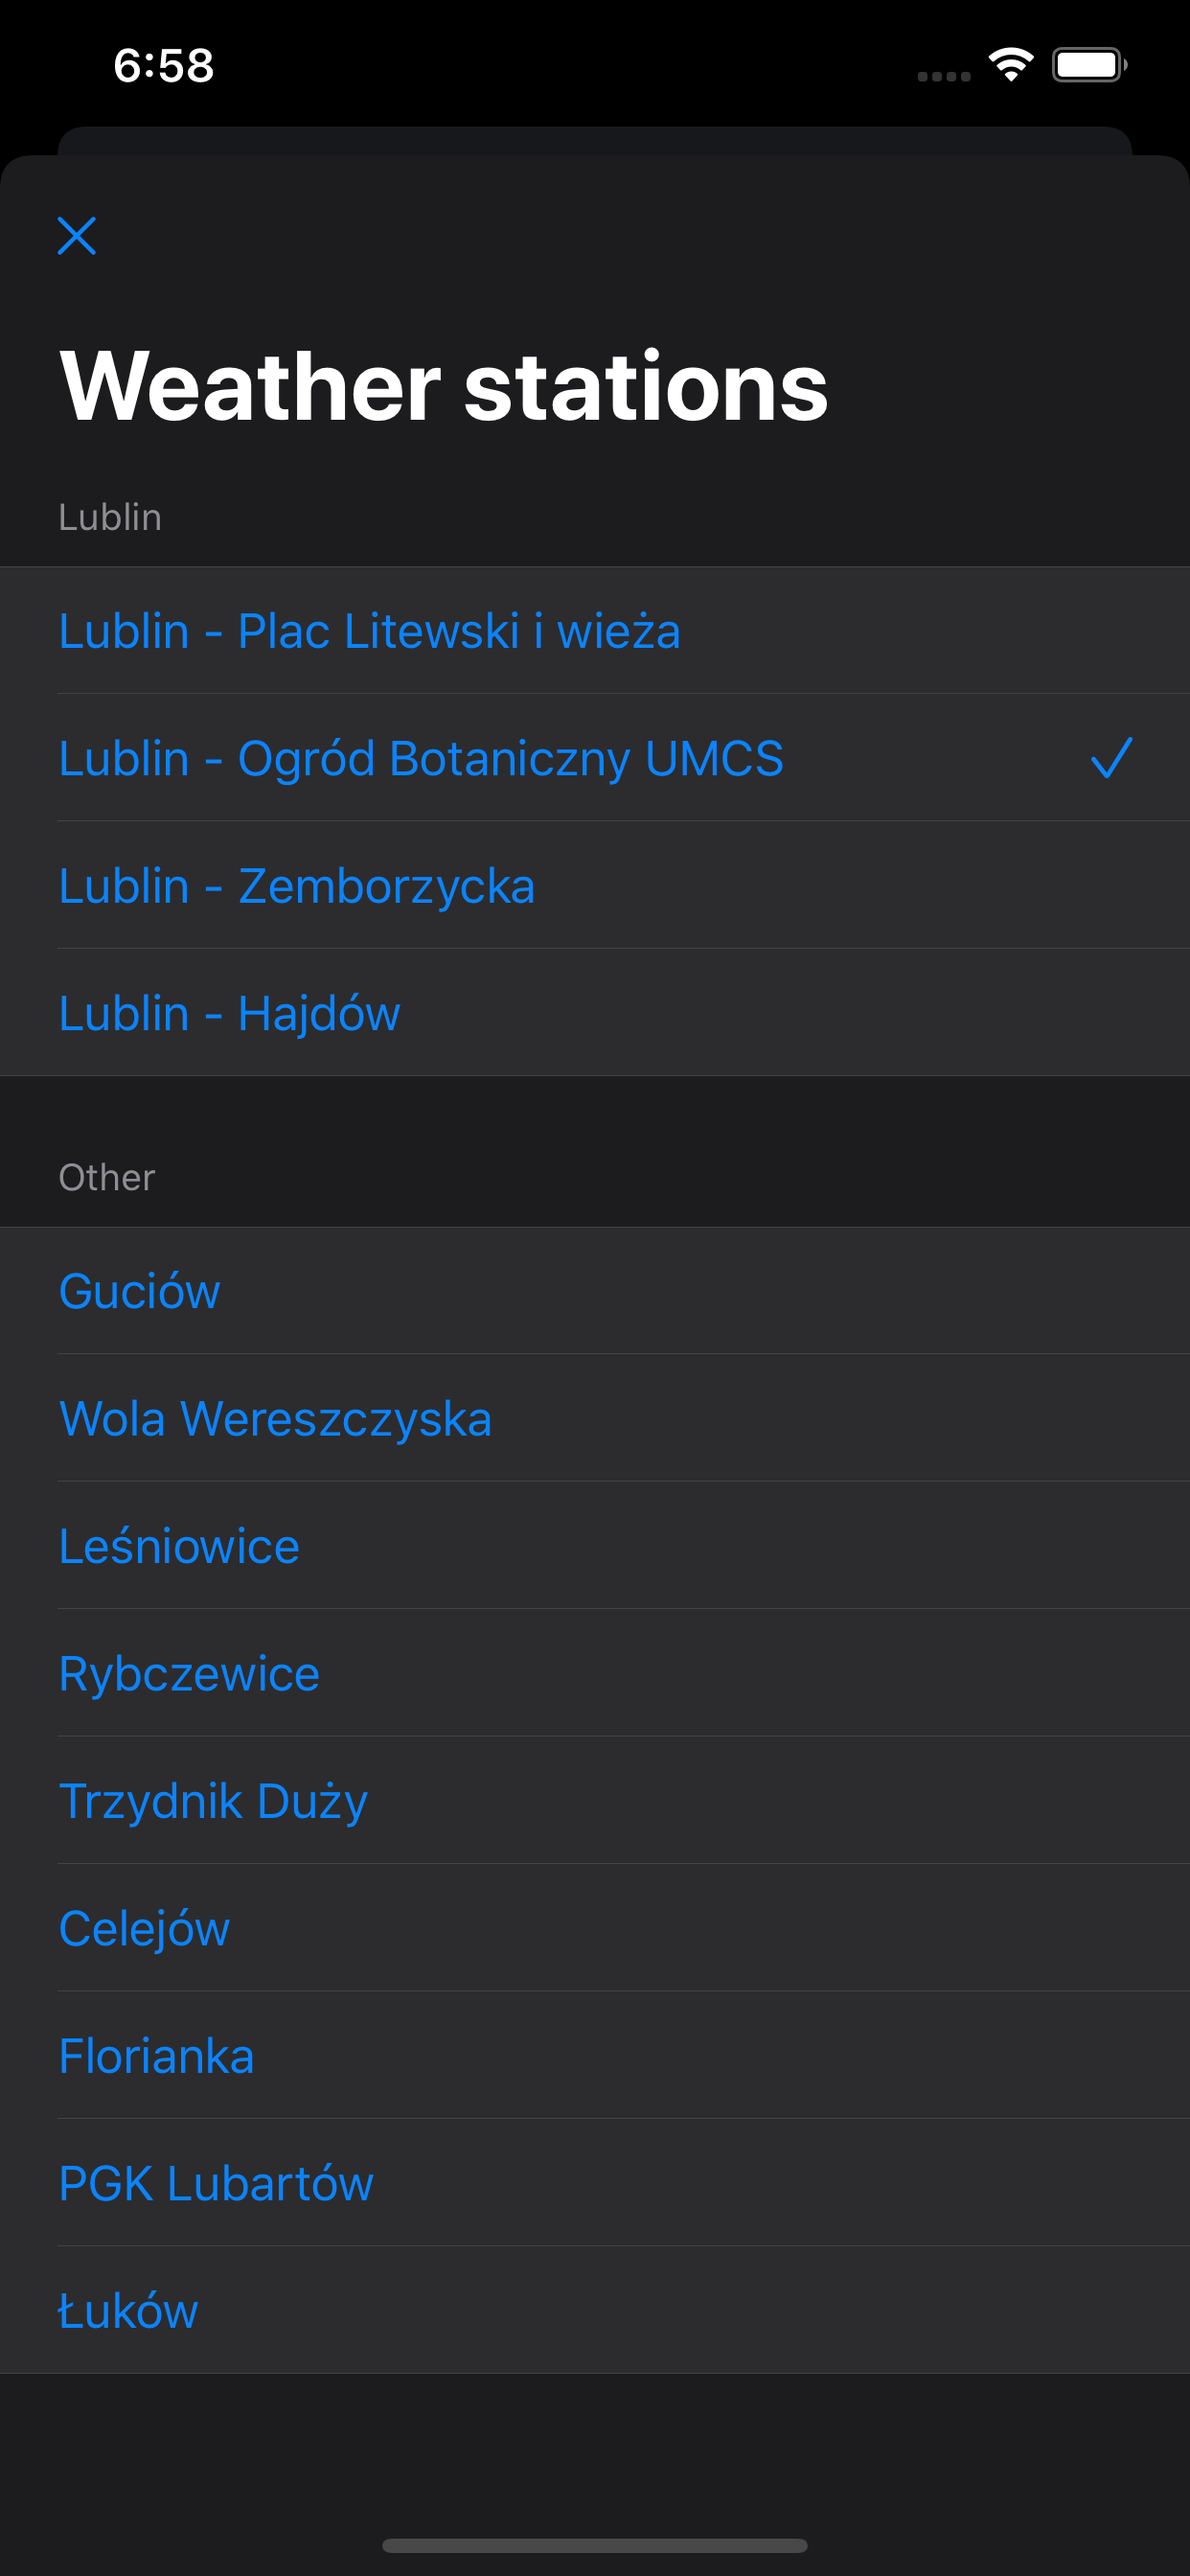 6:58
Weather stations
Lublin
Lublin - Plac Litewski i wieża
Lublin - Ogród Botaniczny UMCS
Lublin - Zemborzycka
Lublin - Hajdów
Other
Guciów
Wola Wereszczyska
Leśniowice
Rybczewice
Trzydnik Duży
Celejów
Florianka
PGK Lubartów
Łuków